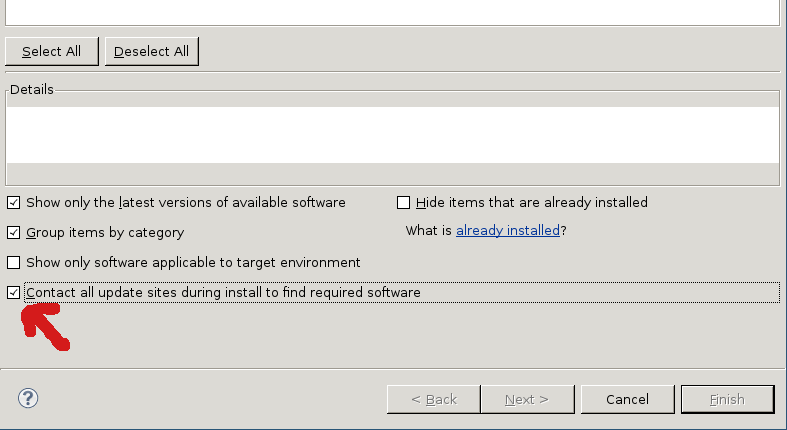 Select All
Deselect All
Details
Show only the latest versions of available software
Hide items that are already installed
Group items by category
What is already installed?
Show only software applicable to target environment
Contact all update sites during install to find required software
?
< Back
Next >
Cancel
Finish